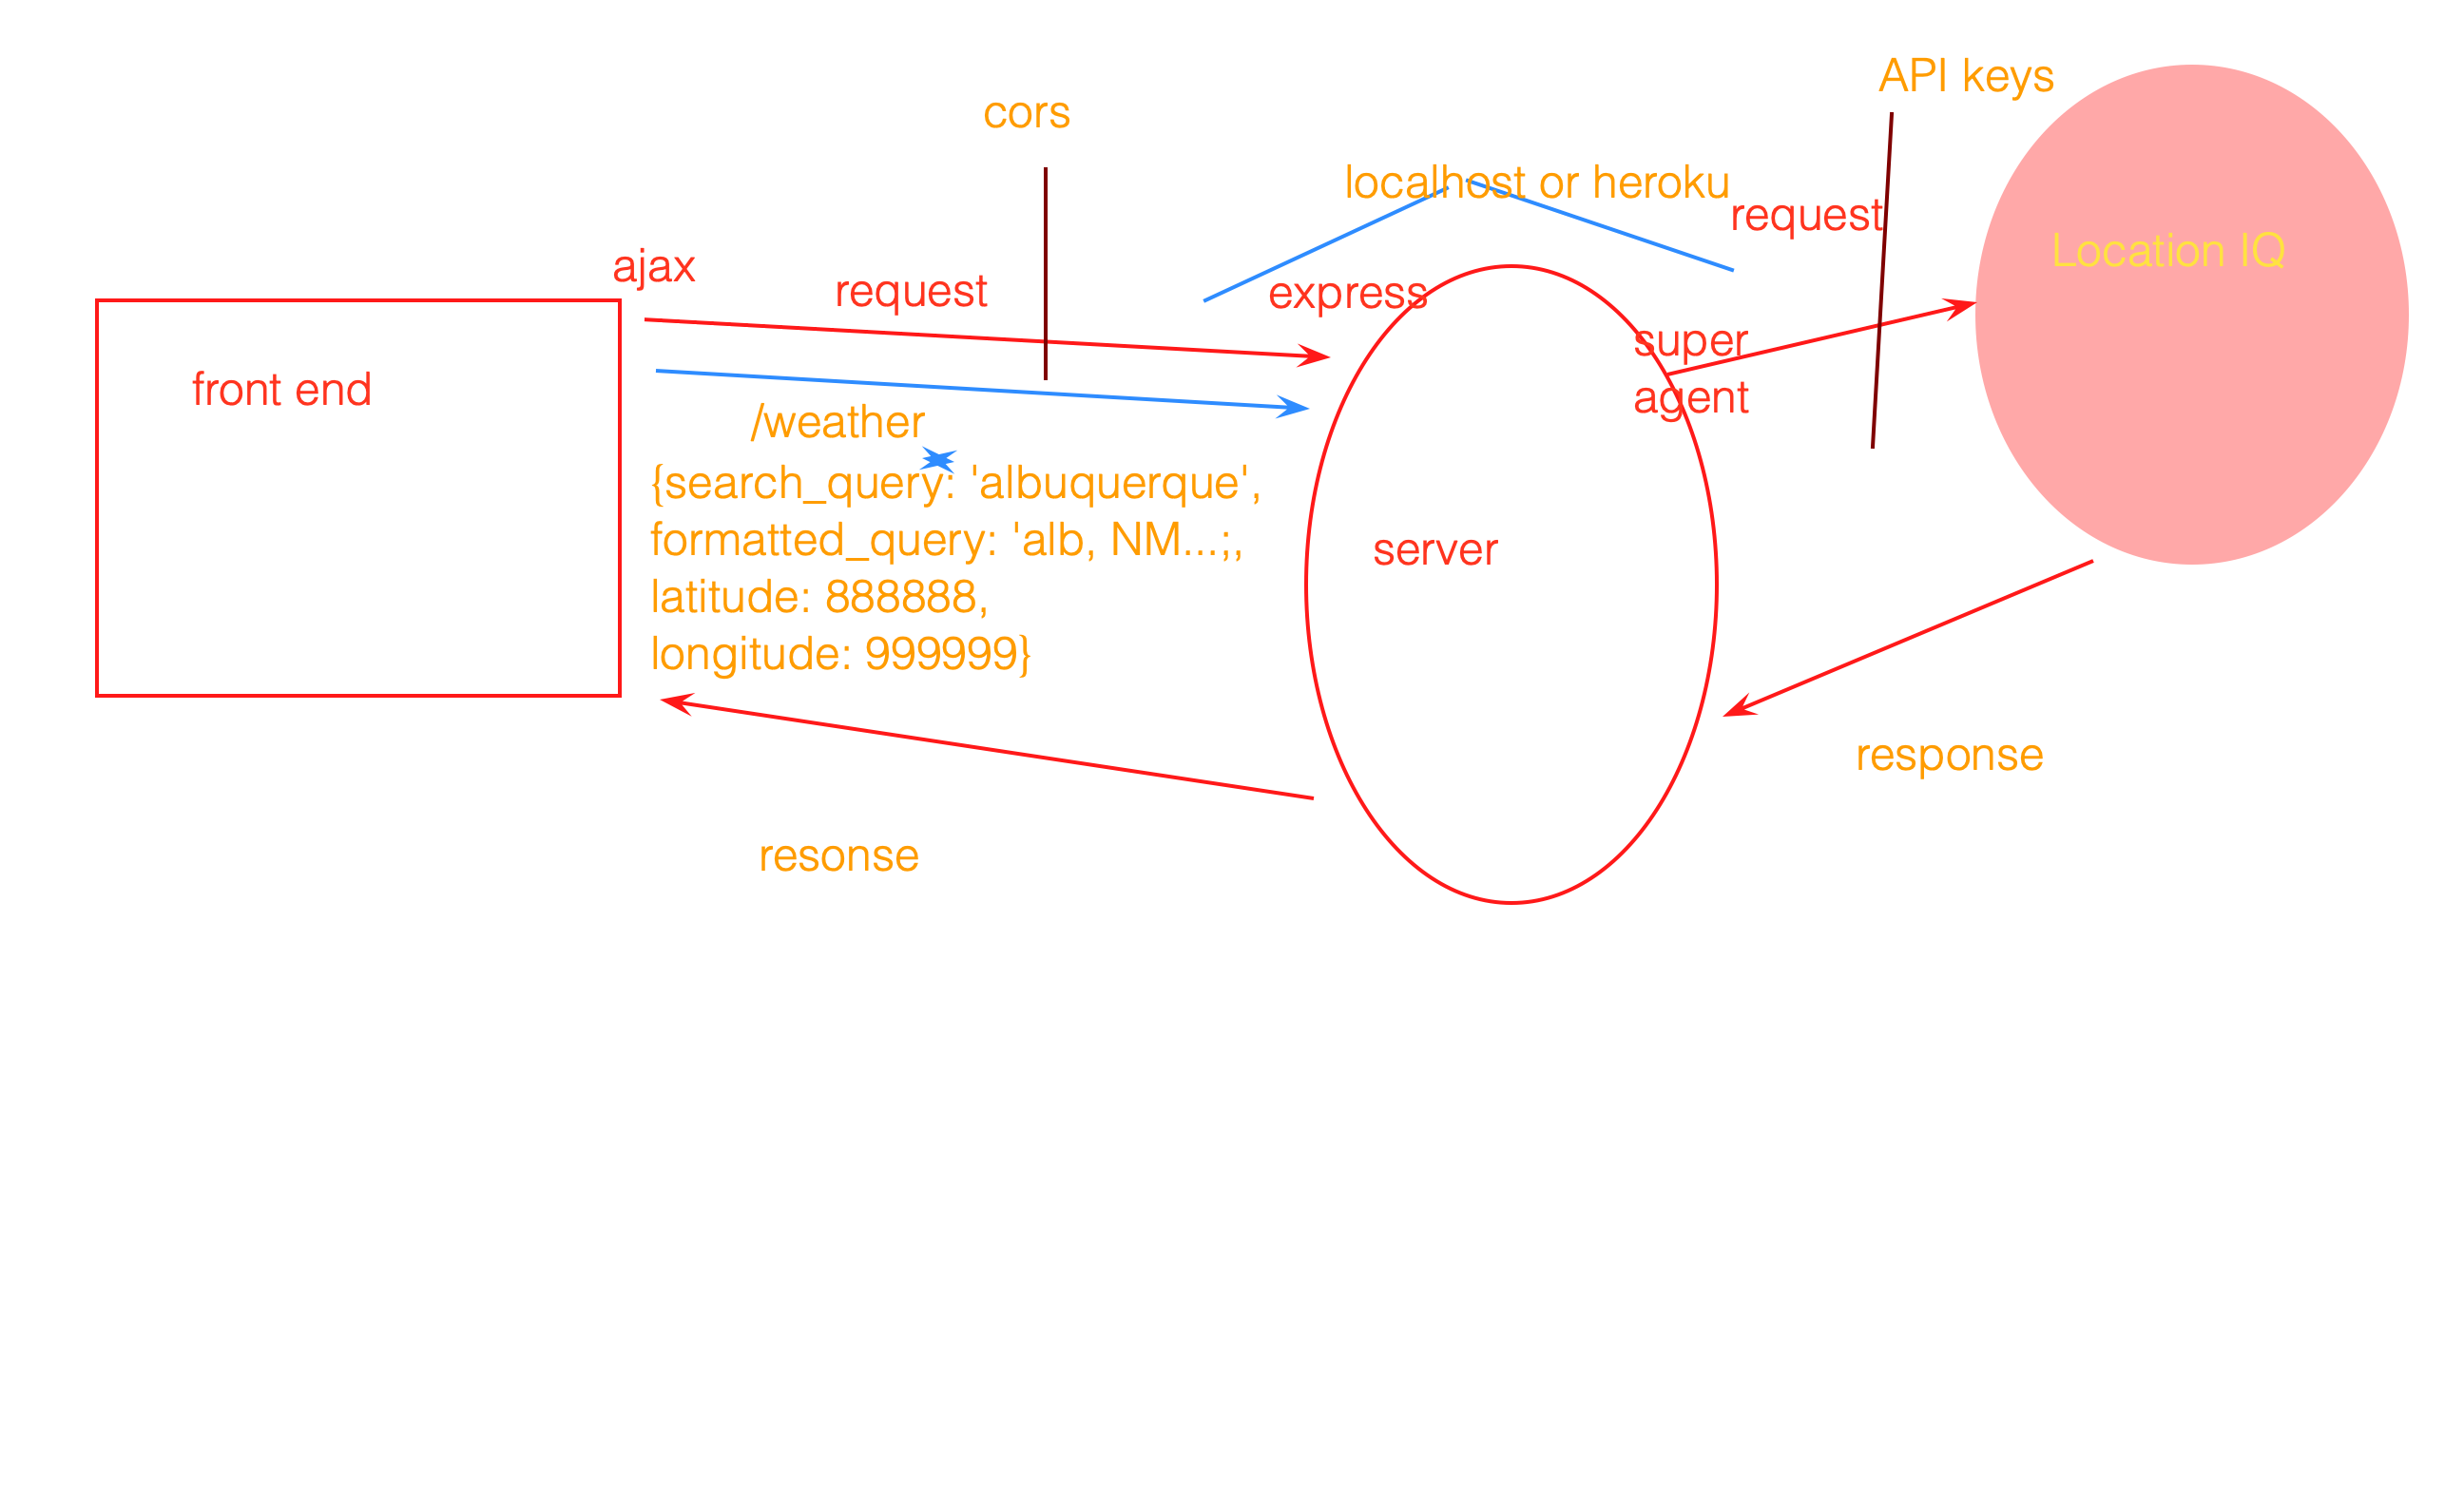 API keys
cors
localhost or heroku
request
Location IQ
ajax
request
express
super
agent
front end
/weather
{search_query: 'albuquerque',
formatted_query: 'alb, NM...;,
latitude: 888888,
longitude: 999999}
server
response
resonse